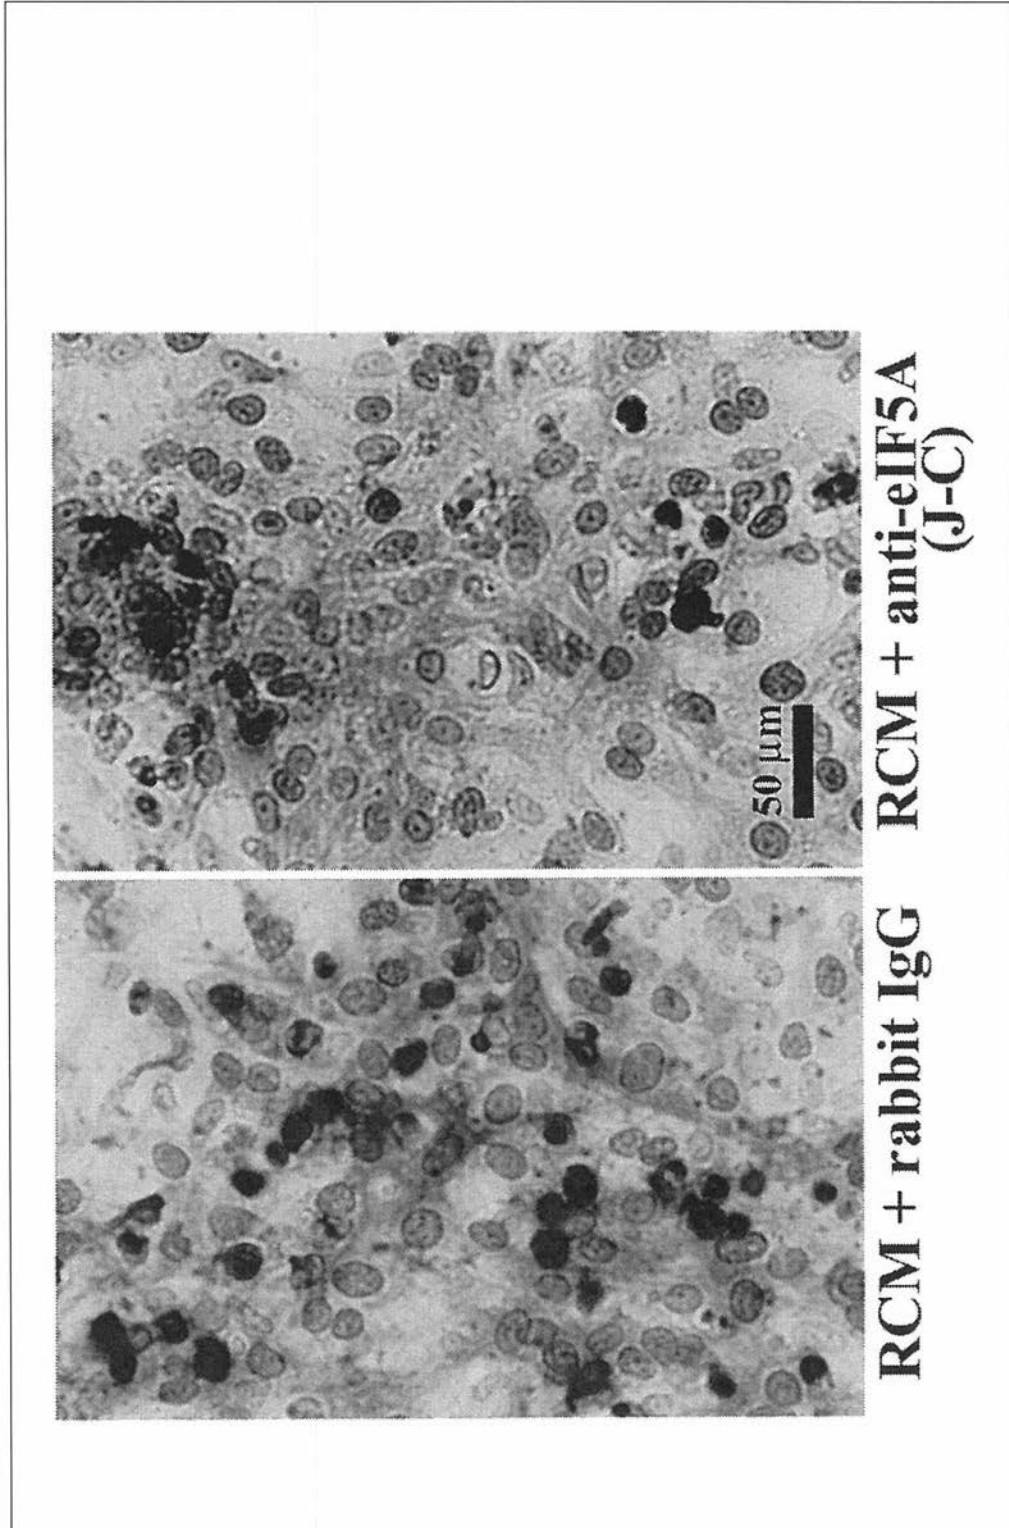 RCM + rabbit IgG
RCM + anti-eIF5A
(J-C)
50 µm